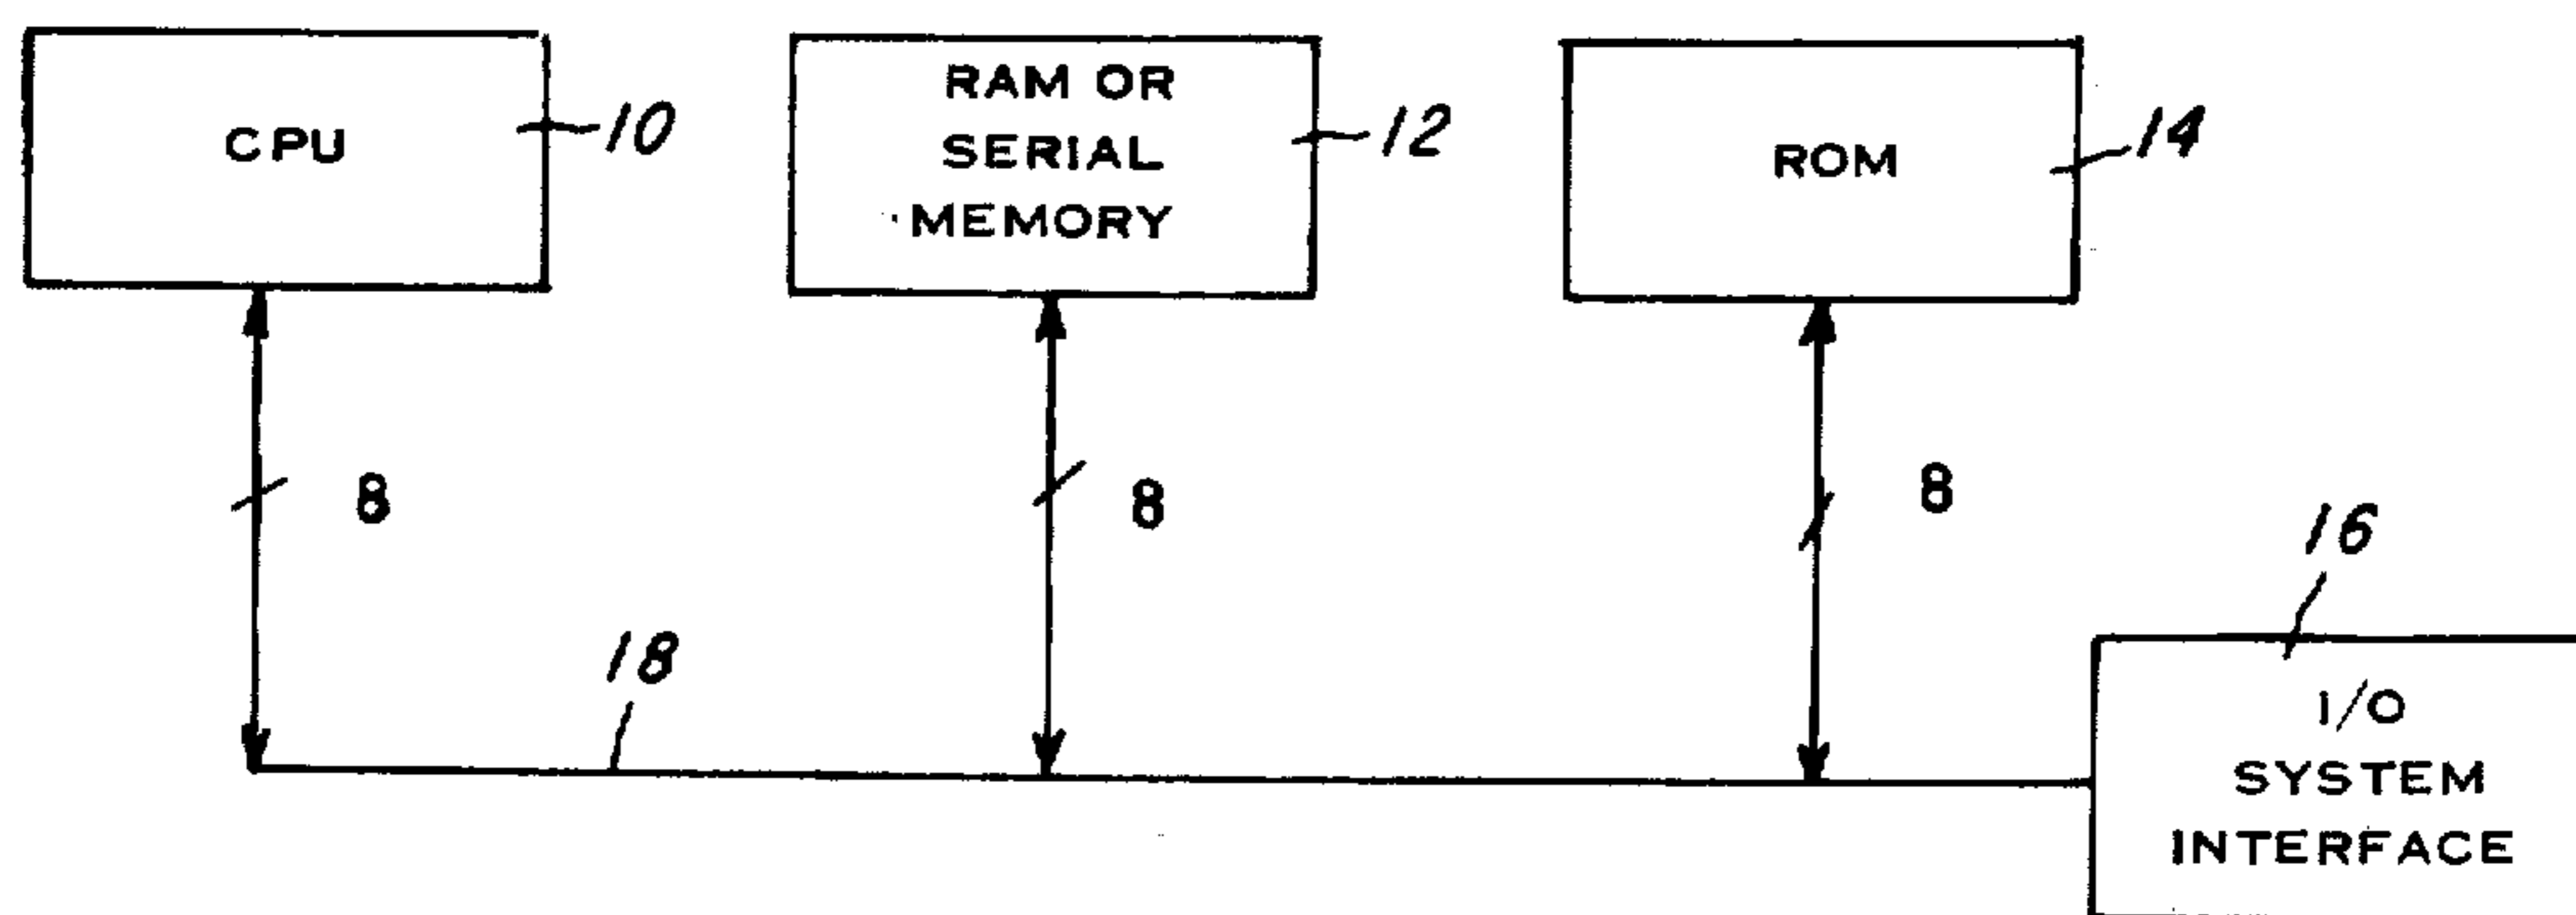 CPU
10
RAM OR
SERIAL
MEMORY
12
ROM
14
8
8
8
16
18
I/O
SYSTEM
INTERFACE